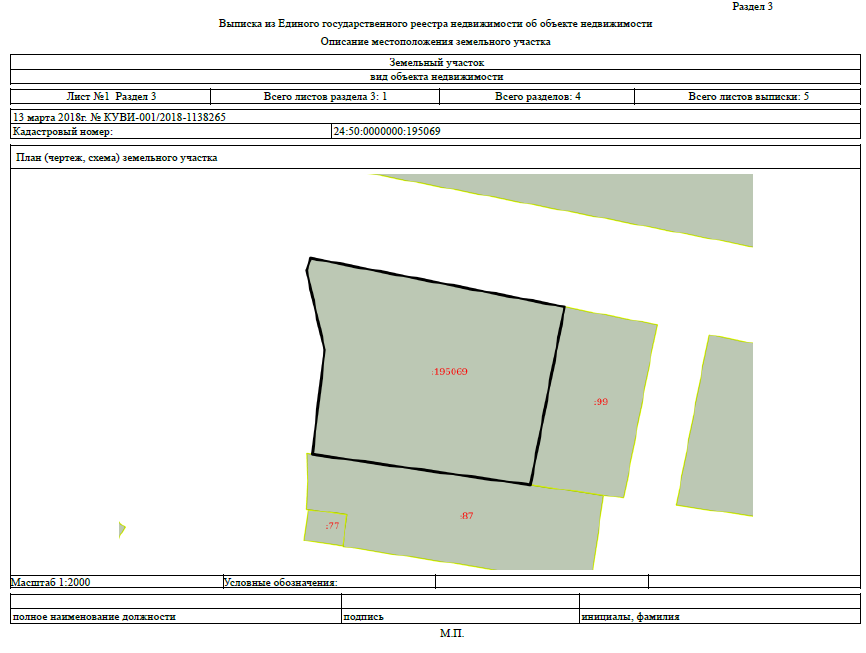 Раздел 3
Выписка из Единого государственного реестра недвижимости об объекте недвижимости
Описание местоположения земельного участка
Земельный участок
вид объекта недвижимости
Лист №1 Раздел 3 Всего листов раздела 3: 1 Всего разделов: 4 Всего листов выписки: 5
13 марта 2018г. № КУВИ-001/2018-1138265
Кадастровый номер: 24:50:0000000:195069
План (чертеж, схема) земельного участка
:195069
:99
:87
:77
Масштаб 1:2000 Условные обозначения:
полное наименование должности подпись инициалы, фамилия
М.П.